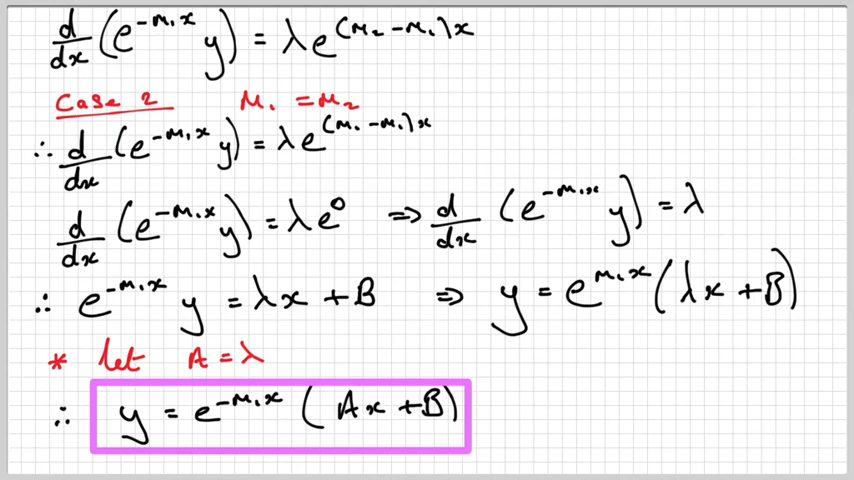 d/dx (e^{-m₁x} y) = λe^{(m₂-m₁)x}
Case 2 m₁ = m₂
∴ d/dx (e^{-m₁x} y) = λe^{(m₁-m₁)x}
d/dx (e^{-m₁x} y) = λe⁰ ⇒ d/dx (e^{-m₁x} y) = λ
∴ e^{-m₁x} y = λx + B ⇒ y = e^{m₁x} (λx + B)
* let A = λ
∴ y = e^{-m₁x} (Ax + B)